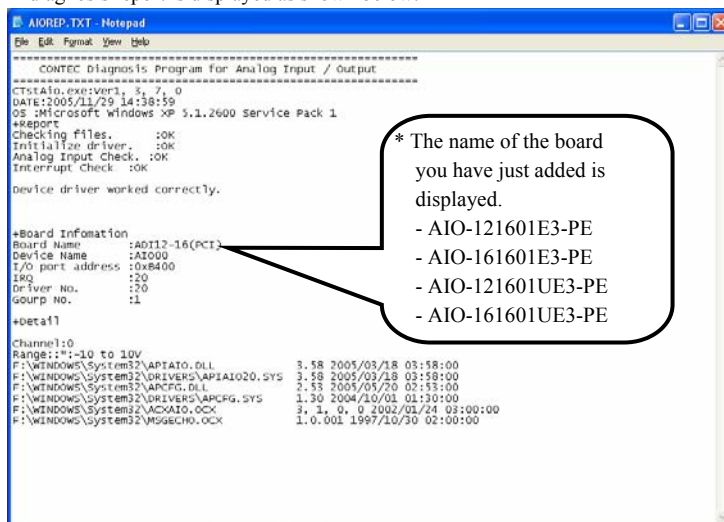 AIOREP.TXT - Notepad
File Edit Format View Help
==========================================================
CONTEC Diagnosis Program for Analog Input / Output
==========================================================
CTstAio.exe:Ver1, 3, 7, 0
DATE:2005/11/29 14:38:59
OS :Microsoft Windows XP 5.1.2600 Service Pack 1
+Report
Checking files. :OK
Initialize driver. :OK
Analog Input Check. :OK
Interrupt Check :OK
Device driver worked correctly.
+Board Infomation
Board Name :ADI12-16(PCI)
Device Name :AIO00
I/O port address :0xB400
IRQ :20
Driver No. :20
Gourp No. :1
+Detail
Channel:0
Range::":-10 to 10V
F:\WINDOWS\System32\APIAIO.DLL 3.58 2005/03/18 03:58:00
F:\WINDOWS\System32\DRIVERS\APIAIO20.SYS 3.58 2005/03/18 03:58:00
F:\WINDOWS\System32\APCFG.DLL 2.53 2005/05/20 02:53:00
F:\WINDOWS\System32\DRIVERS\APCFG.SYS 1.30 2004/10/01 01:30:00
F:\WINDOWS\System32\ACXAIO.OCX 3, 1, 0, 0 2002/01/24 03:00:00
F:\WINDOWS\System32\MSGECHO.OCX 1.0.001 1997/10/30 02:00:00
* The name of the board
you have just added is
displayed.
- AIO-121601E3-PE
- AIO-161601E3-PE
- AIO-121601UE3-PE
- AIO-161601UE3-PE